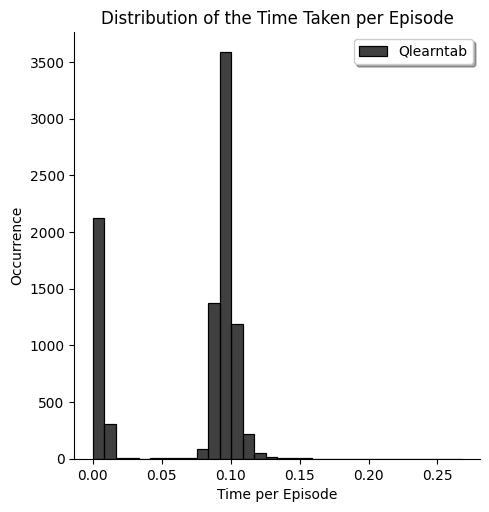 Distribution of the Time Taken per Episode
Qlearntab
3500
3000
2500
2000
1500
1000
500
0
Occurrence
0.00 0.05 0.10 0.15 0.20 0.25
Time per Episode